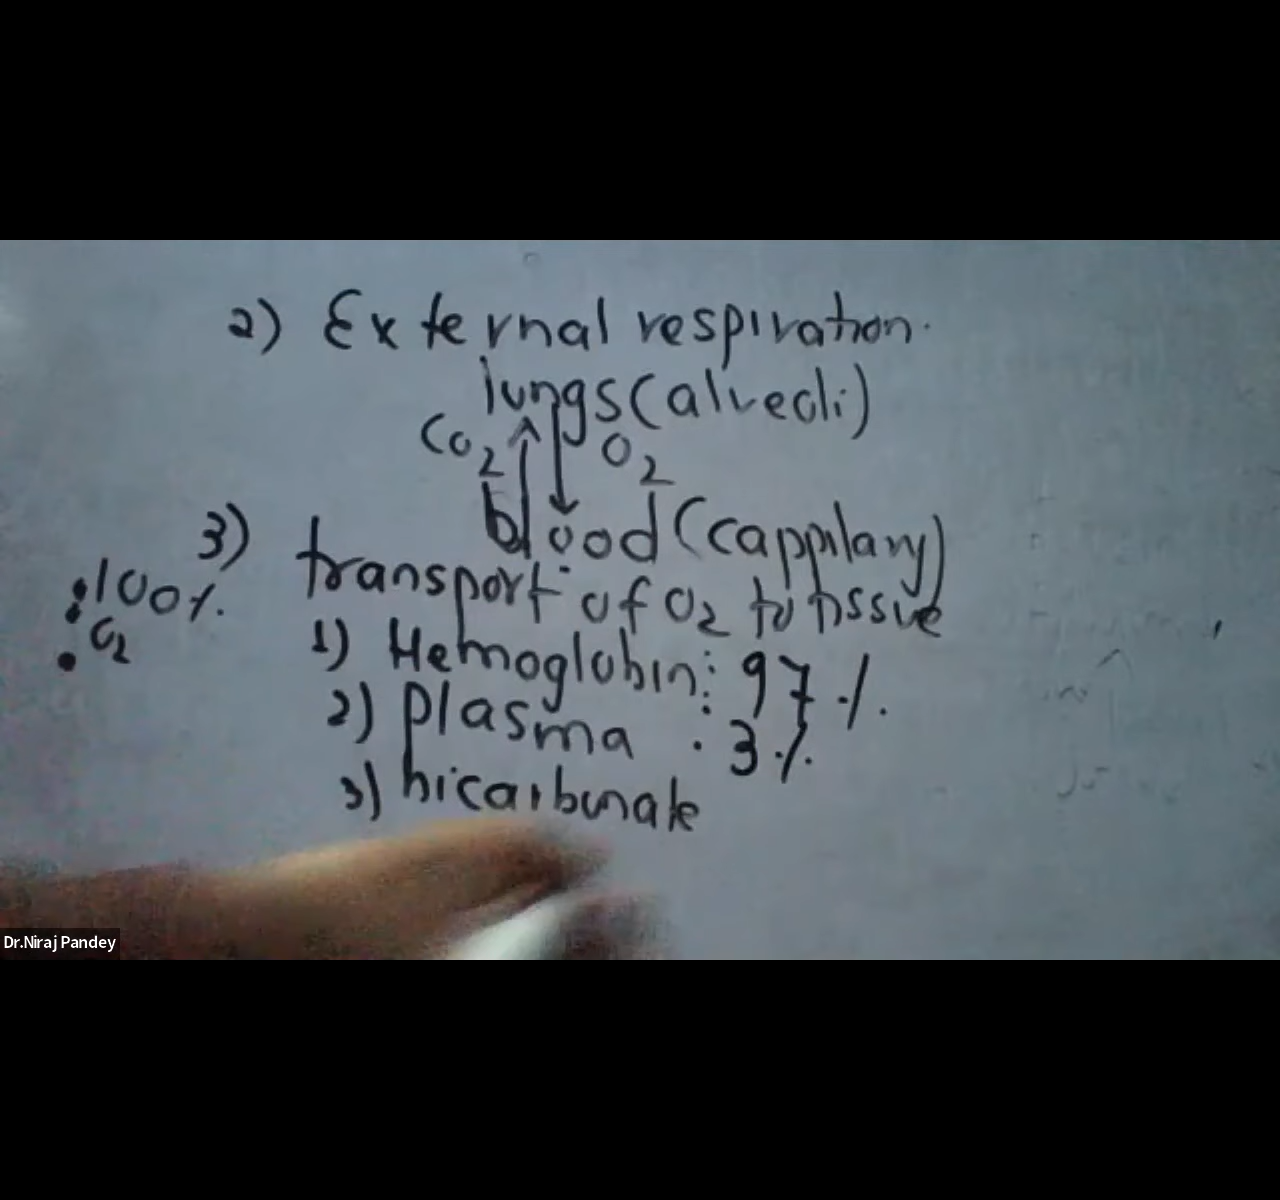 2) External respiration.
lungs (alveoli)
CO2 O2
blood (cappilary)
3) transport of O2 to tissue
100%
O2
1) Hemoglobin: 97%.
2) Plasma : 3%.
3) bicarbonate
Dr.Niraj Pandey